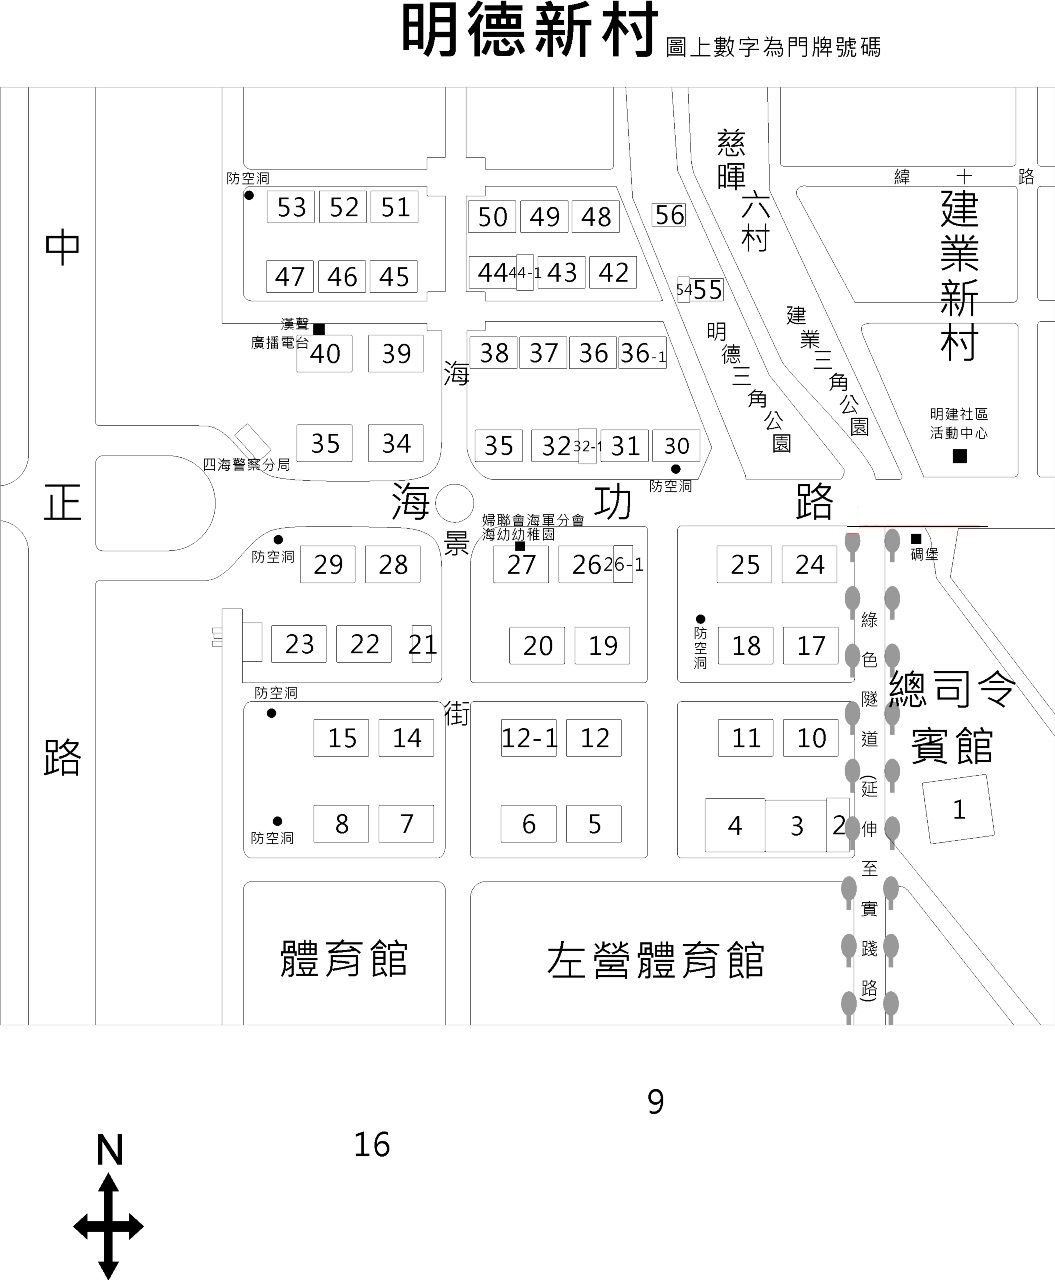 明德新村
圖上數字為門牌號碼
慈暉六村
防空洞
緯十路
53 52 51
50 49 48
56
建業新村
中正路
47 46 45
44 44-1 43 42
54 55
漢聲
廣播電台
40 39
38 37 36 36-1
海景街
明德三角公園
建業三角公園
明建社區
活動中心
35 34
35 32 32-1 31 30
四海警察分局
防空洞
海功路
婦聯會海軍分會
海幼幼稚園
防空洞
碉堡
29 28
27 26 26-1
25 24
綠色隧道(延伸至實踐路)
防空洞
23 22 21
20 19
18 17
總司令
賓館
防空洞
15 14
12-1 12
11 10
1
防空洞
8 7
6 5
4 3 2
體育館
左營體育館
9
16
N